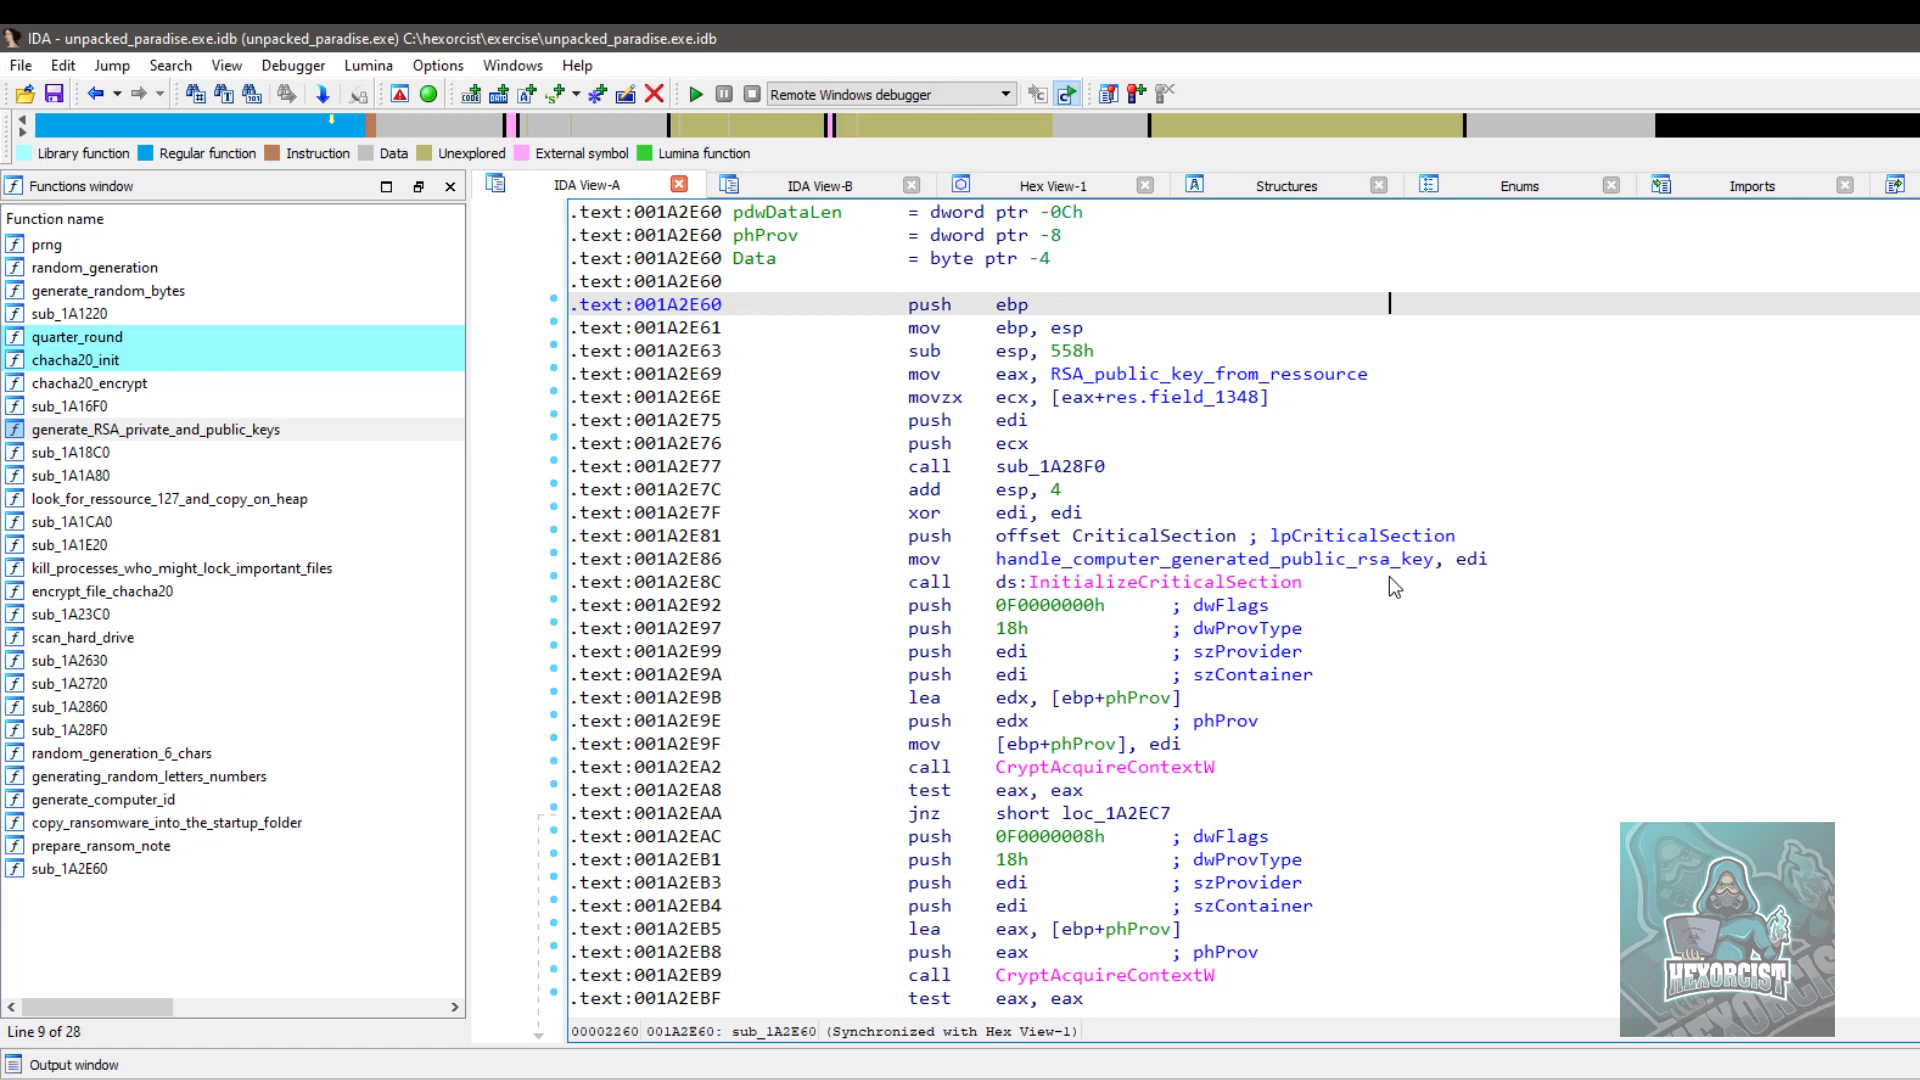 IDA - unpacked_paradise.exe.idb (unpacked_paradise.exe) C:\hexorcist\exercise\unpacked_paradise.exe.idb
File Edit Jump Search View Debugger Lumina Options Windows Help
Remote Windows debugger
Library function Regular function Instruction Data Unexplored External symbol Lumina function
Functions window
IDA View-A IDA View-B Hex View-1 Structures Enums Imports
Function name
prng
random_generation
generate_random_bytes
sub_1A1220
quarter_round
chacha20_init
chacha20_encrypt
sub_1A16F0
generate_RSA_private_and_public_keys
sub_1A18C0
sub_1A1A80
look_for_ressource_127_and_copy_on_heap
sub_1A1CA0
sub_1A1E20
kill_processes_who_might_lock_important_files
encrypt_file_chacha20
sub_1A23C0
scan_hard_drive
sub_1A2630
sub_1A2720
sub_1A2860
sub_1A28F0
random_generation_6_chars
generating_random_letters_numbers
generate_computer_id
copy_ransomware_into_the_startup_folder
prepare_ransom_note
sub_1A2E60
Line 9 of 28
.text:001A2E60 pdwDataLen = dword ptr -0Ch
.text:001A2E60 phProv = dword ptr -8
.text:001A2E60 Data = byte ptr -4
.text:001A2E60
.text:001A2E60 push ebp
.text:001A2E61 mov ebp, esp
.text:001A2E63 sub esp, 558h
.text:001A2E69 mov eax, RSA_public_key_from_ressource
.text:001A2E6E movzx ecx, [eax+res.field_1348]
.text:001A2E75 push edi
.text:001A2E76 push ecx
.text:001A2E77 call sub_1A28F0
.text:001A2E7C add esp, 4
.text:001A2E7F xor edi, edi
.text:001A2E81 push offset CriticalSection ; lpCriticalSection
.text:001A2E86 mov handle_computer_generated_public_rsa_key, edi
.text:001A2E8C call ds:InitializeCriticalSection
.text:001A2E92 push 0F0000000h ; dwFlags
.text:001A2E97 push 18h ; dwProvType
.text:001A2E99 push edi ; szProvider
.text:001A2E9A push edi ; szContainer
.text:001A2E9B lea edx, [ebp+phProv]
.text:001A2E9E push edx ; phProv
.text:001A2E9F mov [ebp+phProv], edi
.text:001A2EA2 call CryptAcquireContextW
.text:001A2EA8 test eax, eax
.text:001A2EAA jnz short loc_1A2EC7
.text:001A2EAC push 0F0000008h ; dwFlags
.text:001A2EB1 push 18h ; dwProvType
.text:001A2EB3 push edi ; szProvider
.text:001A2EB4 push edi ; szContainer
.text:001A2EB5 lea eax, [ebp+phProv]
.text:001A2EB8 push eax ; phProv
.text:001A2EB9 call CryptAcquireContextW
.text:001A2EBF test eax, eax
00002260 001A2E60: sub_1A2E60 (Synchronized with Hex View-1)
HEXORCIST
Output window